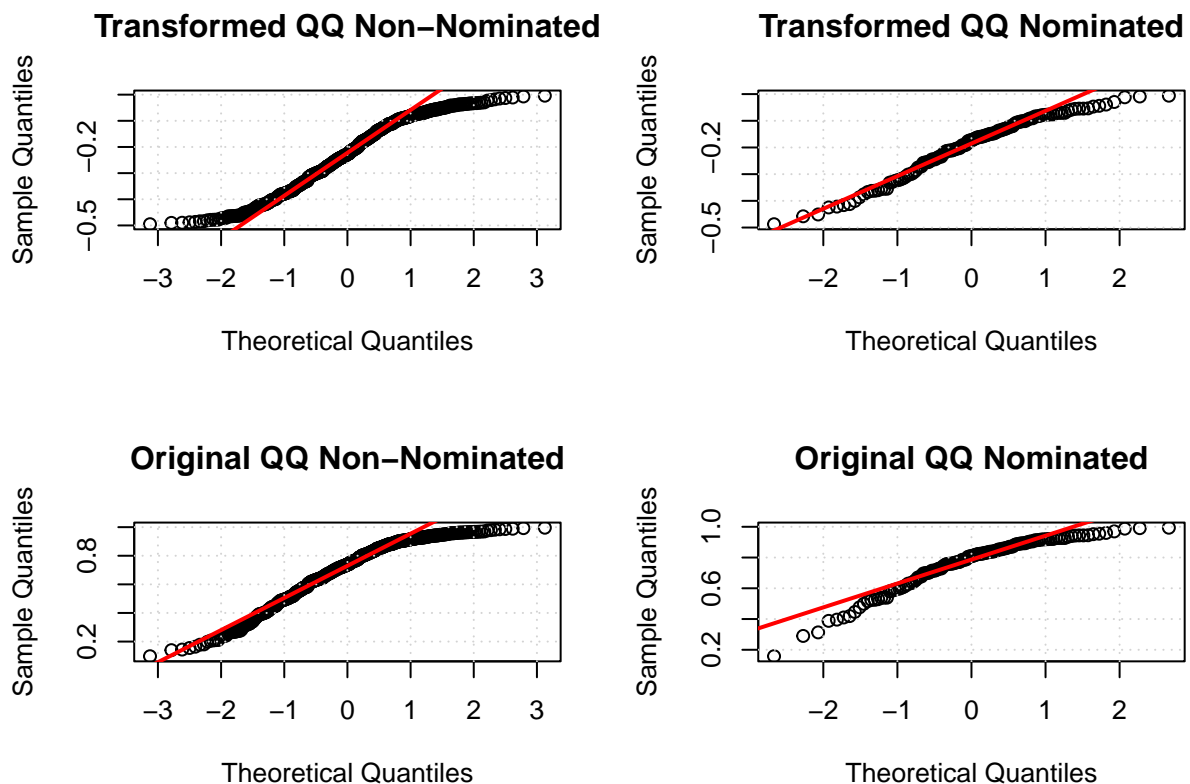 Transformed QQ Non−Nominated
Sample Quantiles
−0.5
−0.2
−3 −2 −1 0 1 2 3
Theoretical Quantiles
Transformed QQ Nominated
Sample Quantiles
−0.5
−0.2
−2 −1 0 1 2
Theoretical Quantiles
Original QQ Non−Nominated
Sample Quantiles
0.2
0.8
−3 −2 −1 0 1 2 3
Theoretical Quantiles
Original QQ Nominated
Sample Quantiles
0.2
0.6
1.0
−2 −1 0 1 2
Theoretical Quantiles